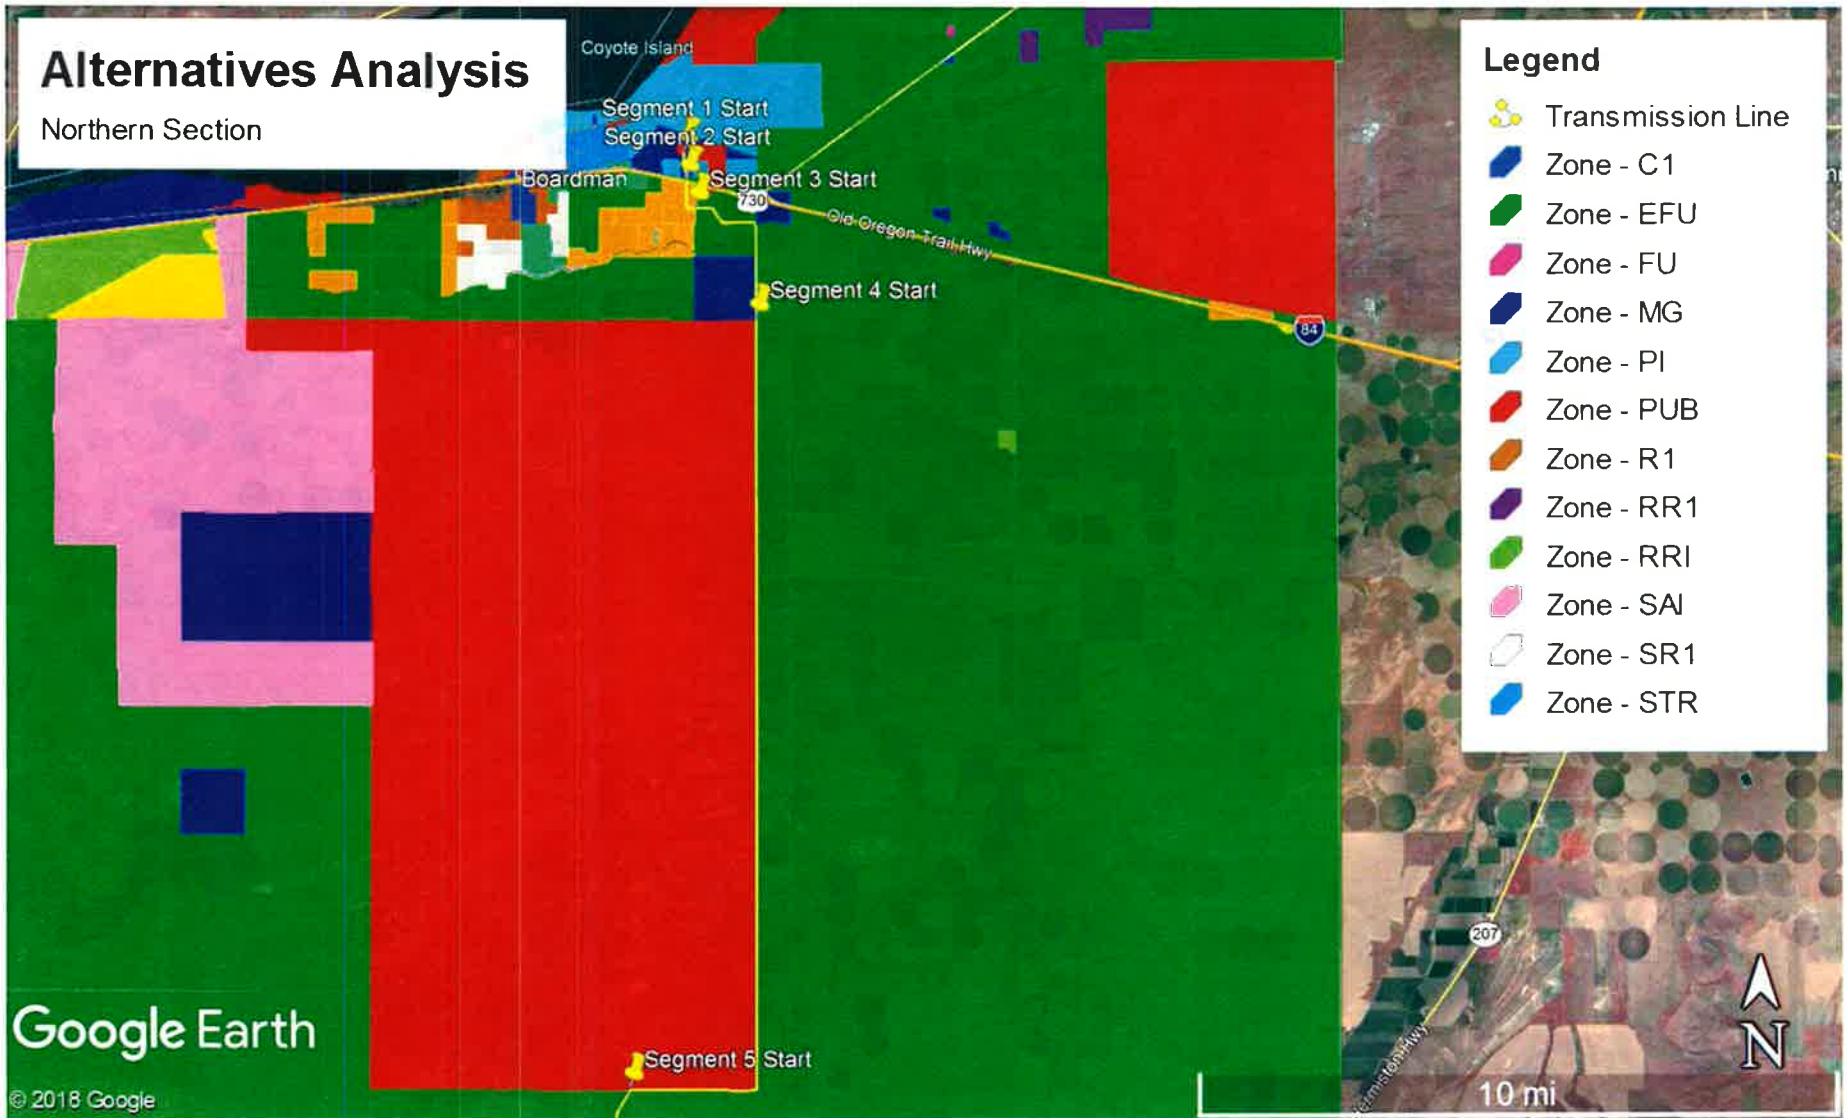 Alternatives Analysis
Northern Section
Coyote Island
Segment 1 Start
Segment 2 Start
Boardman
Segment 3 Start
730
Old Oregon Trail Hwy
Segment 4 Start
84
207
Segment 5 Start
Google Earth
© 2018 Google
10 mi
N
Legend
Transmission Line
Zone - C1
Zone - EFU
Zone - FU
Zone - MG
Zone - PI
Zone - PUB
Zone - R1
Zone - RR1
Zone - RRI
Zone - SAI
Zone - SR1
Zone - STR